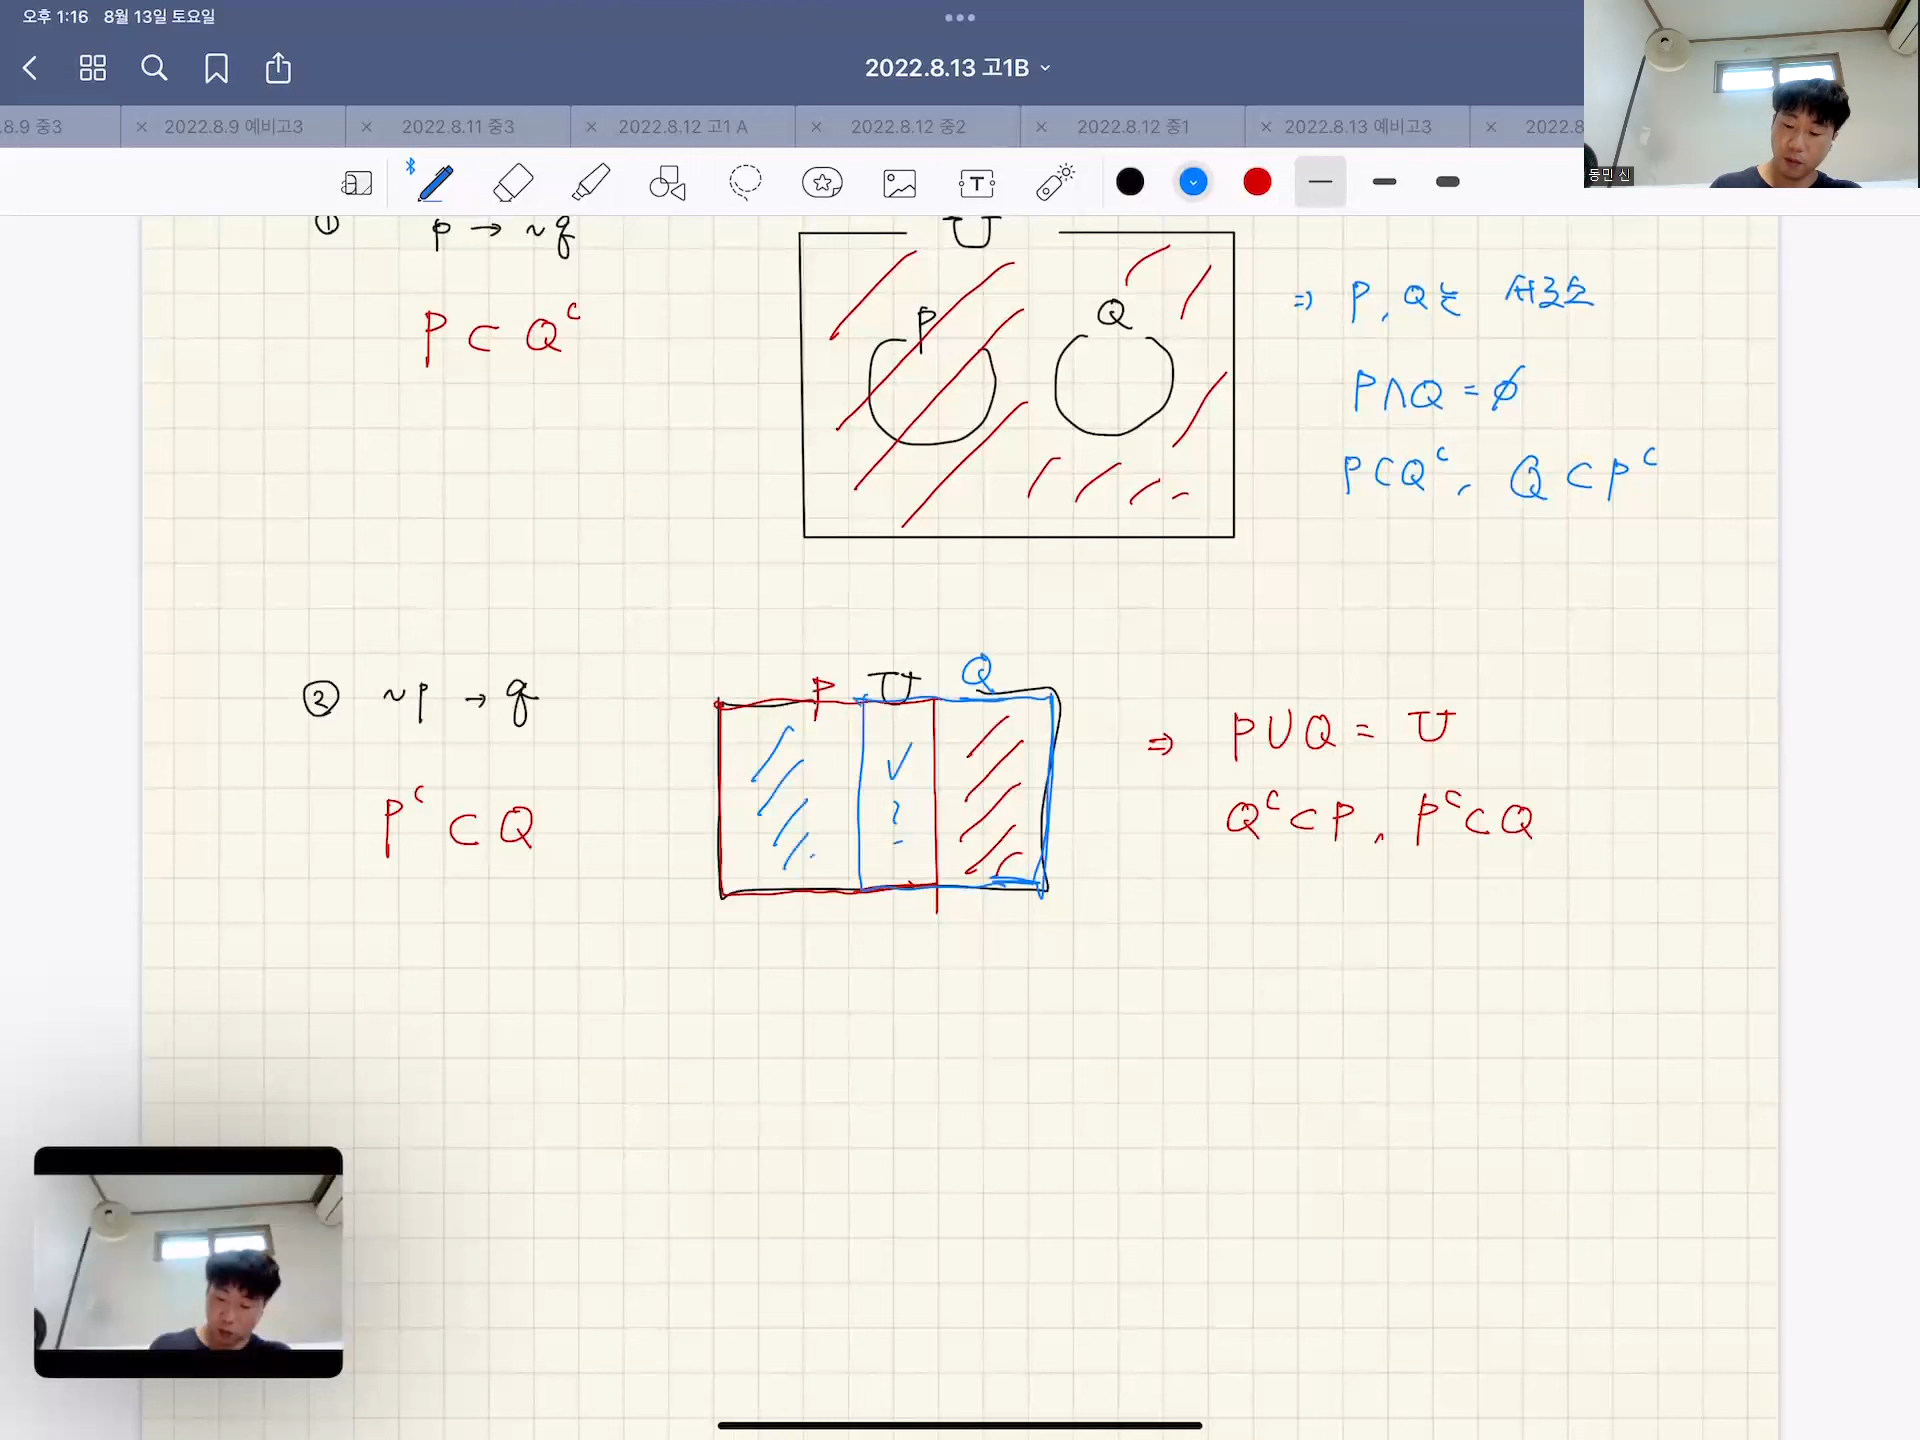 오후 1:16 8월 13일 토요일
2022.8.13 고1B
8.9 중3
2022.8.9 예비고3
2022.8.11 중3
2022.8.12 고1 A
2022.8.12 중2
2022.8.12 중1
2022.8.13 예비고3
2022.8
동민 신
① p → ~q
P ⊂ Q^c
U
P
Q
⇒ P, Q는 서로소
P∩Q = ∅
P⊂Q^c, Q⊂P^c
② ~p → q
P^c ⊂ Q
P U Q
?
⇒ P∪Q = U
Q^c⊂P, P^c⊂Q